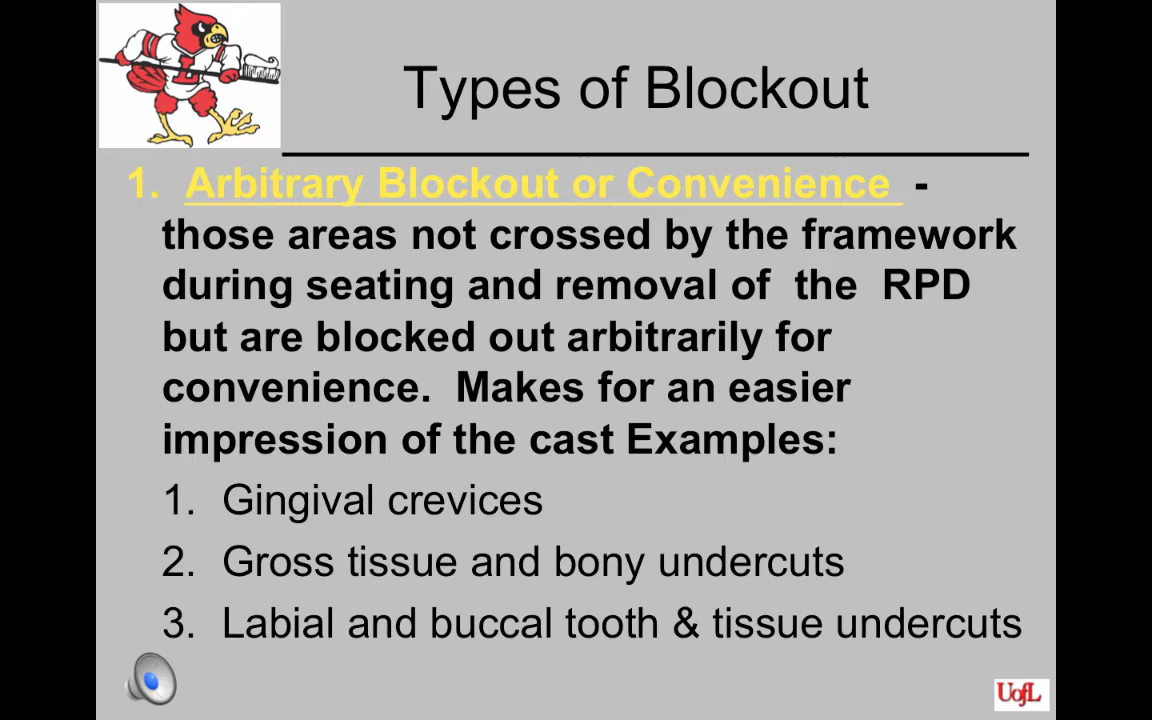 Types of Blockout
1. Arbitrary Blockout or Convenience -
those areas not crossed by the framework
during seating and removal of the RPD
but are blocked out arbitrarily for
convenience. Makes for an easier
impression of the cast Examples:
1. Gingival crevices
2. Gross tissue and bony undercuts
3. Labial and buccal tooth & tissue undercuts
UofL